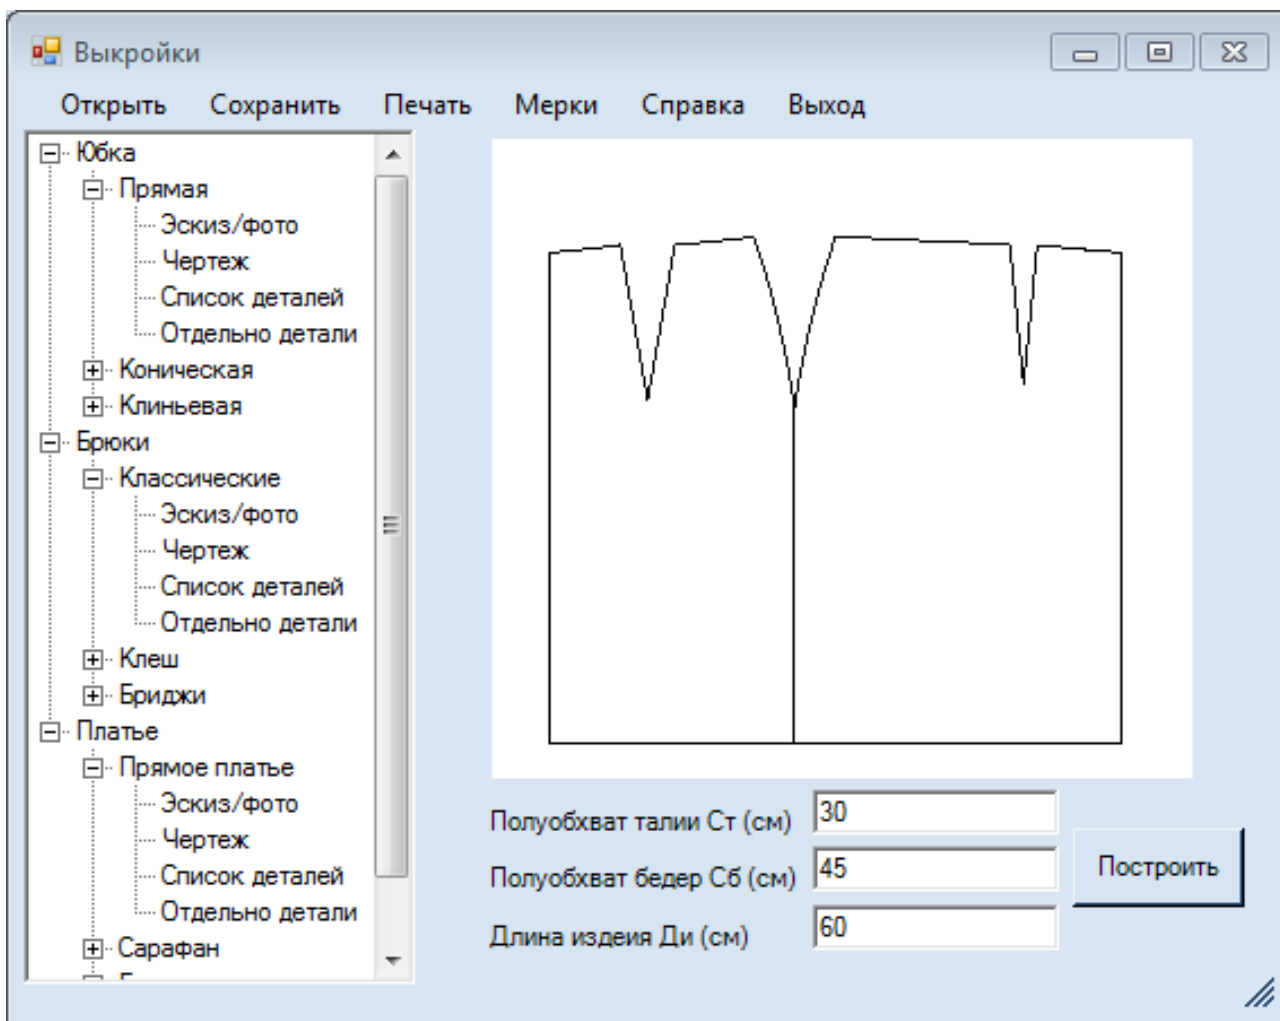 Выкройки
Открыть Сохранить Печать Мерки Справка Выход
Юбка
Прямая
Эскиз/фото
Чертеж
Список деталей
Отдельно детали
Коническая
Клиньевая
Брюки
Классические
Эскиз/фото
Чертеж
Список деталей
Отдельно детали
Клеш
Бриджи
Платье
Прямое платье
Эскиз/фото
Чертеж
Список деталей
Отдельно детали
Сарафан
Полуобхват талии Ст (см) 30
Полуобхват бедер Сб (см) 45
Построить
Длина издеия Ди (см) 60